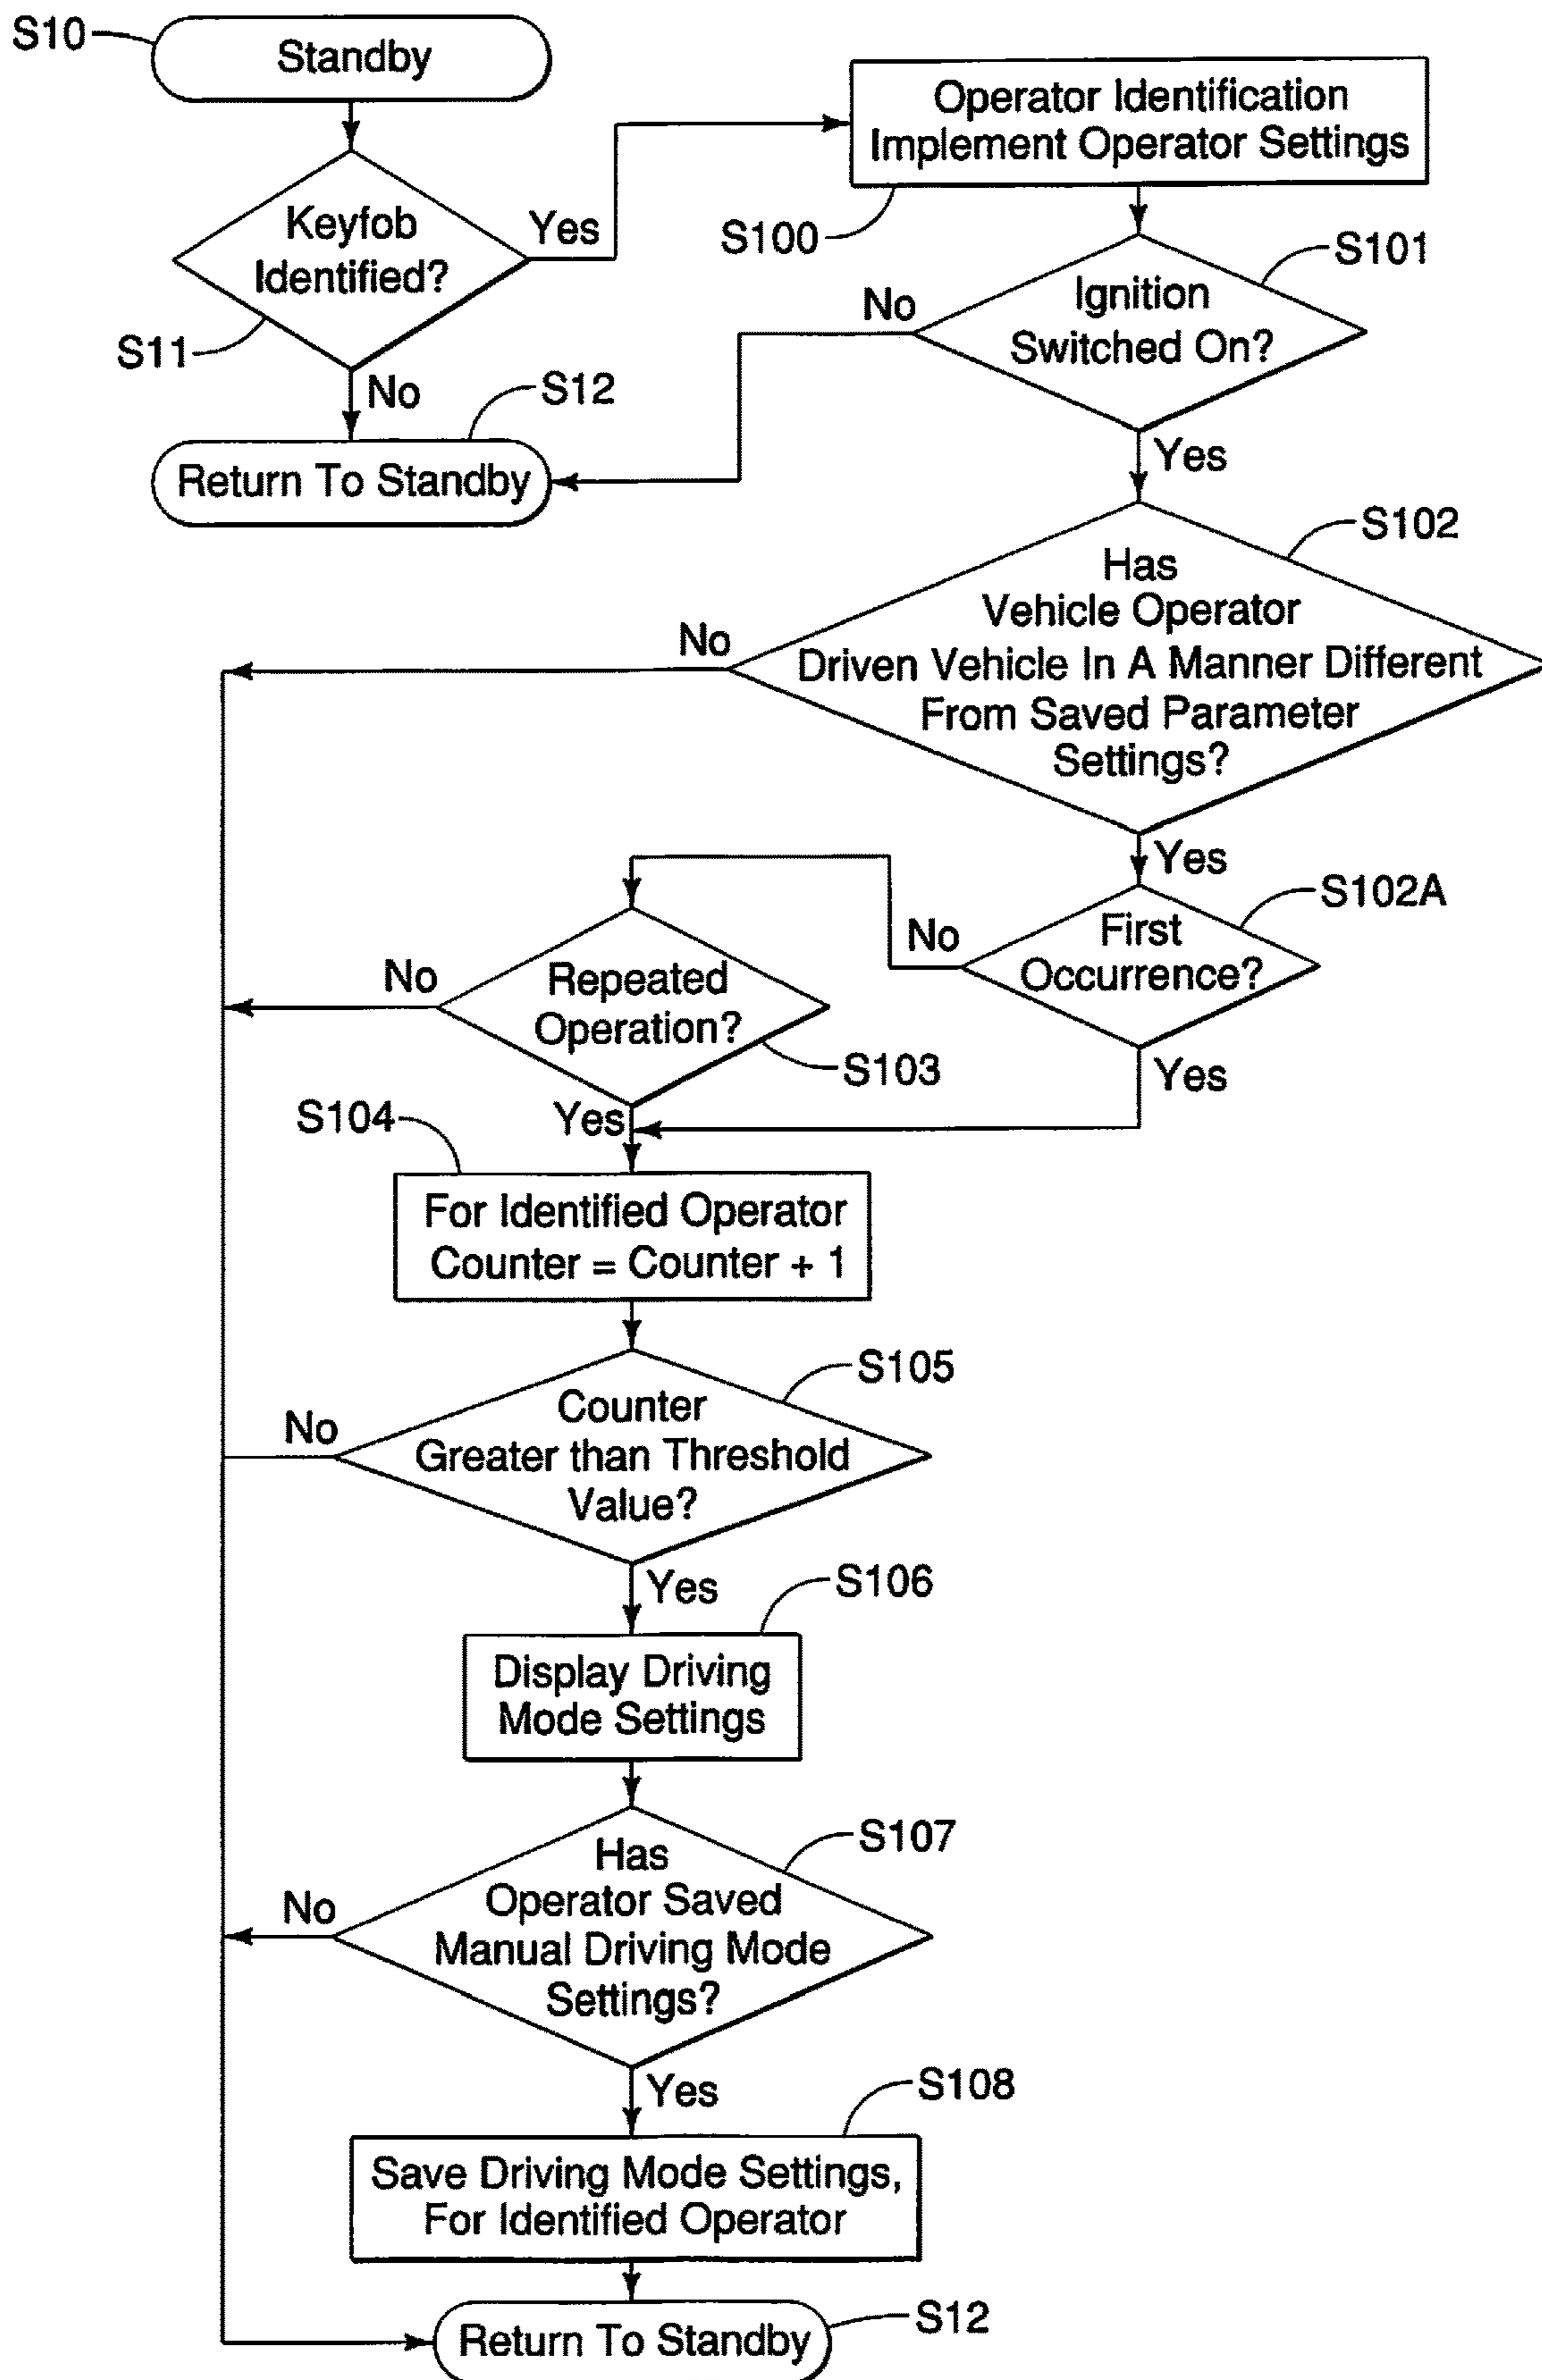 S10
Standby
Operator Identification
Implement Operator Settings
S100
Keyfob
Identified?
Yes
S11
No
S12
Return To Standby
S101
Ignition
Switched On?
No
Yes
S102
Has
Vehicle Operator
Driven Vehicle In A Manner Different
From Saved Parameter
Settings?
No
Yes
S102A
First
Occurrence?
No
Yes
Repeated
Operation?
No
S103
Yes
S104
For Identified Operator
Counter = Counter + 1
S105
Counter
Greater than Threshold
Value?
No
Yes
S106
Display Driving
Mode Settings
S107
Has
Operator Saved
Manual Driving Mode
Settings?
No
Yes
S108
Save Driving Mode Settings,
For Identified Operator
S12
Return To Standby